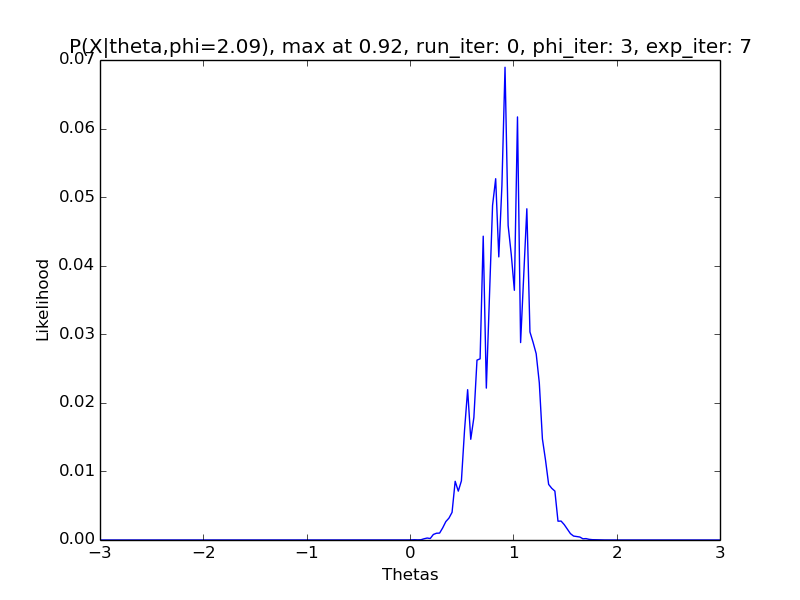 P(X|theta,phi=2.09), max at 0.92, run_iter: 0, phi_iter: 3, exp_iter: 7
0.07
0.06
0.05
0.04
0.03
0.02
0.01
0.00
Likelihood
−3 −2 −1 0 1 2 3
Thetas